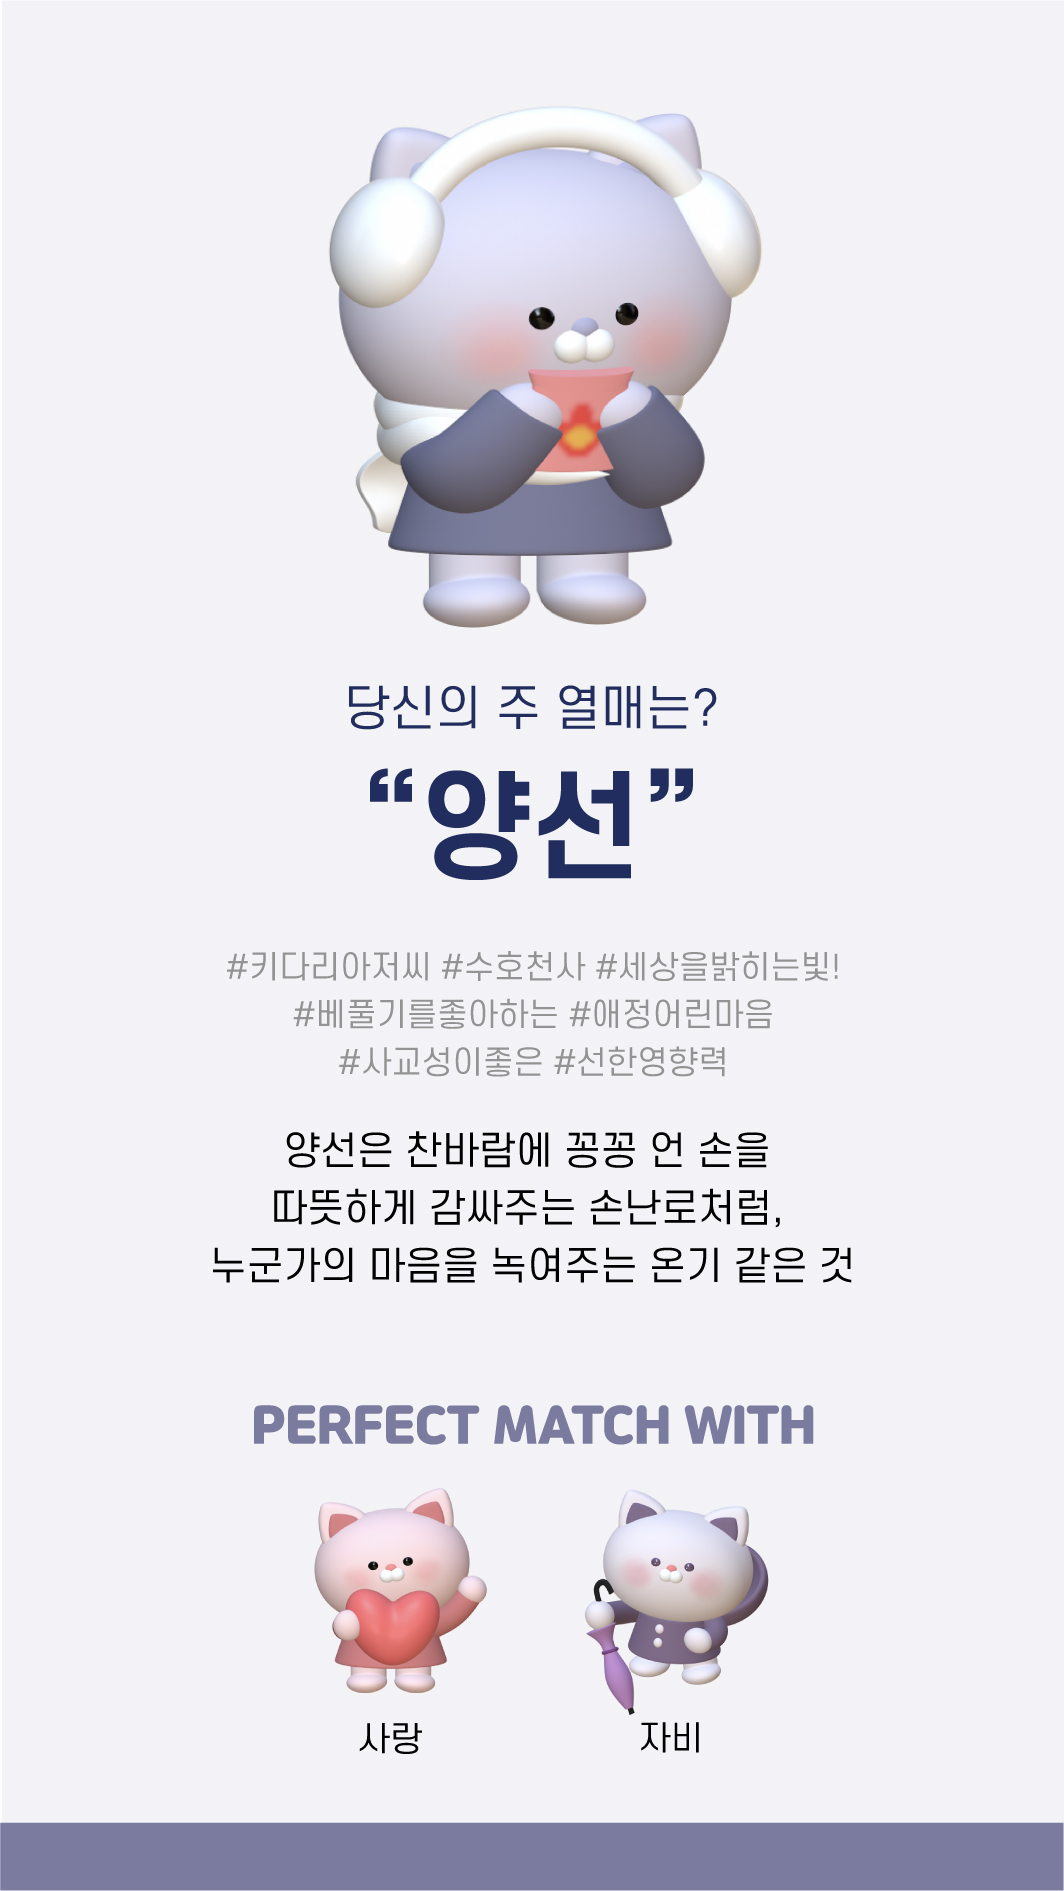 당신의 주 열매는?
“양선”
#키다리아저씨 #수호천사 #세상을밝히는빛!
#베풀기를좋아하는 #애정어린마음
#사교성이좋은 #선한영향력
양선은 찬바람에 꽁꽁 언 손을
따뜻하게 감싸주는 손난로처럼,
누군가의 마음을 녹여주는 온기 같은 것
PERFECT MATCH WITH
사랑
자비